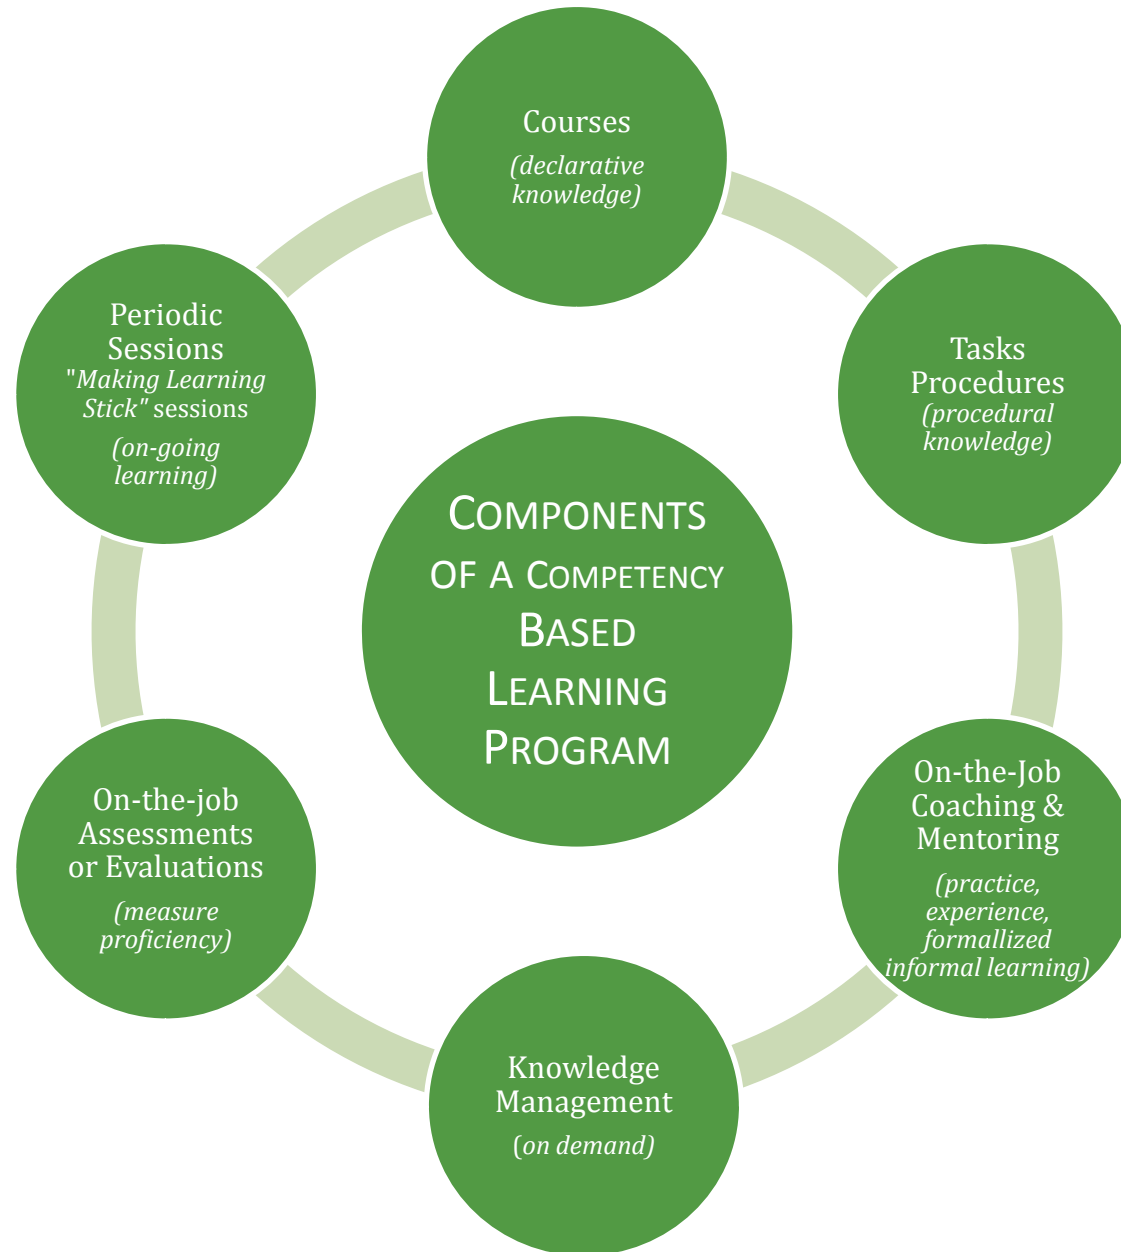 Courses
(declarative
knowledge)
Tasks
Procedures
(procedural
knowledge)
On-the-Job
Coaching &
Mentoring
(practice,
experience,
formallized
informal learning)
Knowledge
Management
(on demand)
On-the-job
Assessments
or Evaluations
(measure
proficiency)
Periodic
Sessions
"Making Learning
Stick" sessions
(on-going
learning)
COMPONENTS
OF A COMPETENCY
BASED
LEARNING
PROGRAM